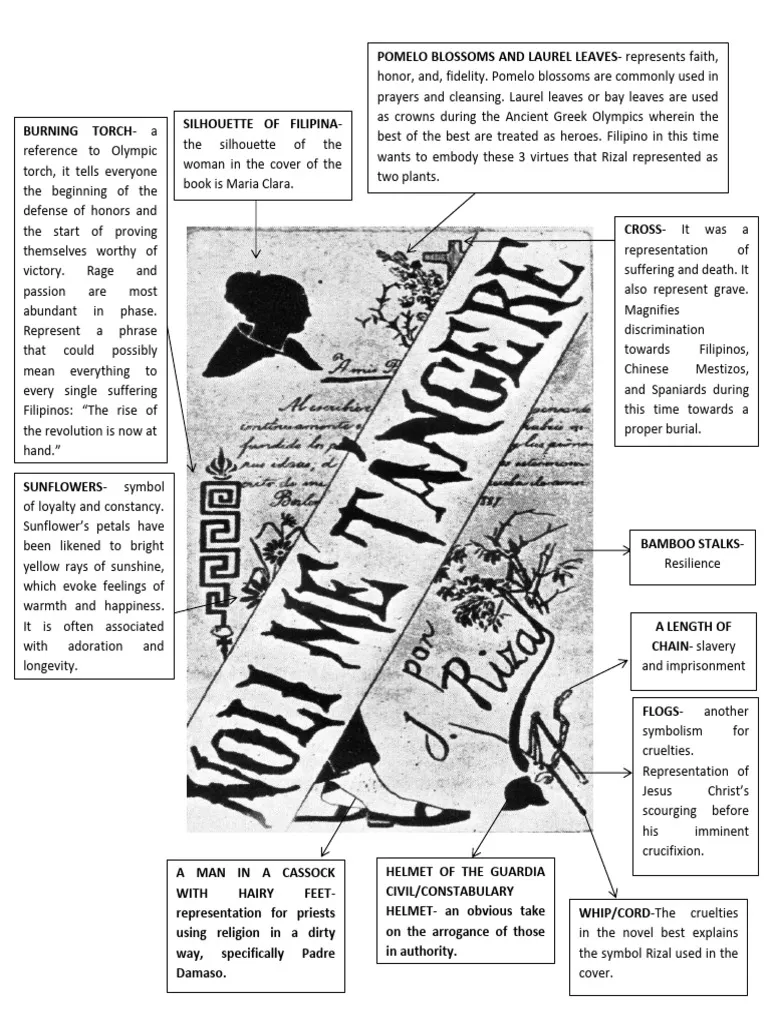 POMELO BLOSSOMS AND LAUREL LEAVES- represents faith,
honor, and, fidelity. Pomelo blossoms are commonly used in
prayers and cleansing. Laurel leaves or bay leaves are used
as crowns during the Ancient Greek Olympics wherein the
best of the best are treated as heroes. Filipino in this time
wants to embody these 3 virtues that Rizal represented as
two plants.
SILHOUETTE OF FILIPINA-
the silhouette of the
woman in the cover of the
book is Maria Clara.
BURNING TORCH- a
reference to Olympic
torch, it tells everyone
the beginning of the
defense of honors and
the start of proving
themselves worthy of
victory. Rage and
passion are most
abundant in phase.
Represent a phrase
that could possibly
mean everything to
every single suffering
Filipinos: “The rise of
the revolution is now at
hand.”
CROSS- It was a
representation of
suffering and death. It
also represent grave.
Magnifies
discrimination
towards Filipinos,
Chinese Mestizos,
and Spaniards during
this time towards a
proper burial.
NOLI ME TANGERE
A mis
Al escribir
continuamente
fundido los
Berlin
por
J. Rizal
SUNFLOWERS- symbol
of loyalty and constancy.
Sunflower’s petals have
been likened to bright
yellow rays of sunshine,
which evoke feelings of
warmth and happiness.
It is often associated
with adoration and
longevity.
BAMBOO STALKS-
Resilience
A LENGTH OF
CHAIN- slavery
and imprisonment
FLOGS- another
symbolism for
cruelties.
Representation of
Jesus Christ’s
scourging before
his imminent
crucifixion.
A MAN IN A CASSOCK
WITH HAIRY FEET-
representation for priests
using religion in a dirty
way, specifically Padre
Damaso.
HELMET OF THE GUARDIA
CIVIL/CONSTABULARY
HELMET- an obvious take
on the arrogance of those
in authority.
WHIP/CORD-The cruelties
in the novel best explains
the symbol Rizal used in the
cover.